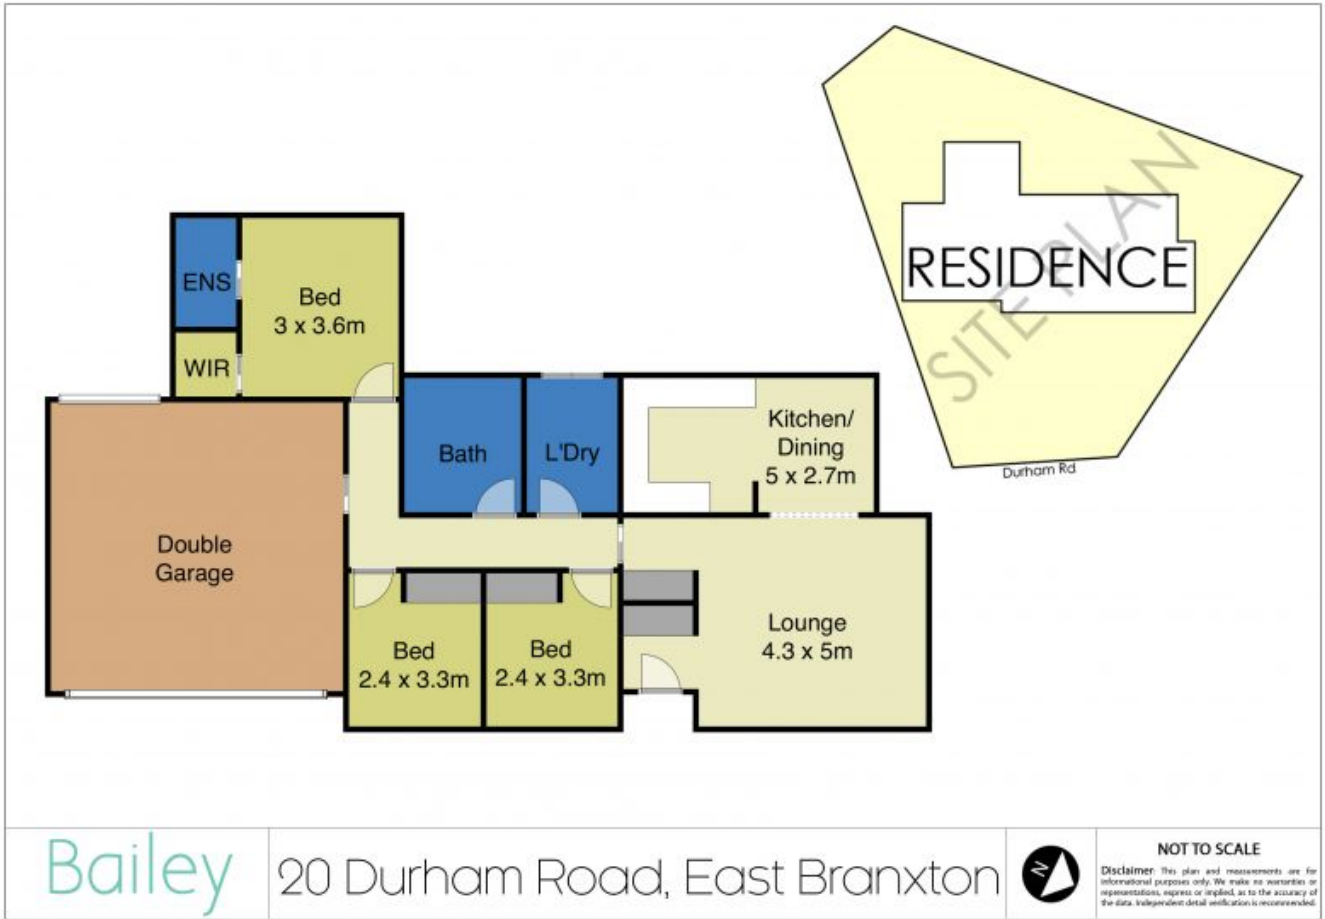 SITE PLAN
RESIDENCE
Durham Rd
ENS
Bed
3 x 3.6m
WIR
Bath
L'Dry
Kitchen/
Dining
5 x 2.7m
Double
Garage
Bed
2.4 x 3.3m
Bed
2.4 x 3.3m
Lounge
4.3 x 5m
Bailey
20 Durham Road, East Branxton
N
NOT TO SCALE
Disclaimer: This plan and measurements are for
informational purposes only. We make no warranties or
representations, express or implied, as to the accuracy of
the data. Independent detail verification is recommended.